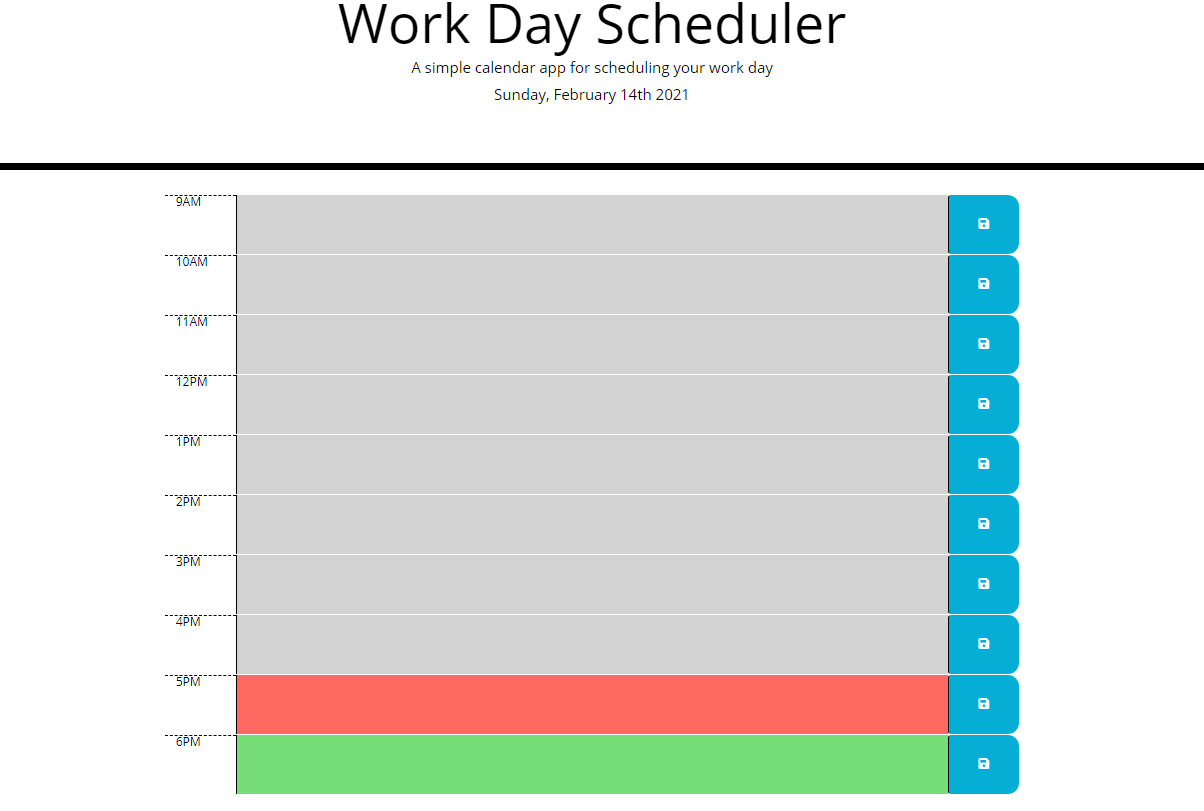 Work Day Scheduler
A simple calendar app for scheduling your work day
Sunday, February 14th 2021
9AM
10AM
11AM
12PM
1PM
2PM
3PM
4PM
5PM
6PM